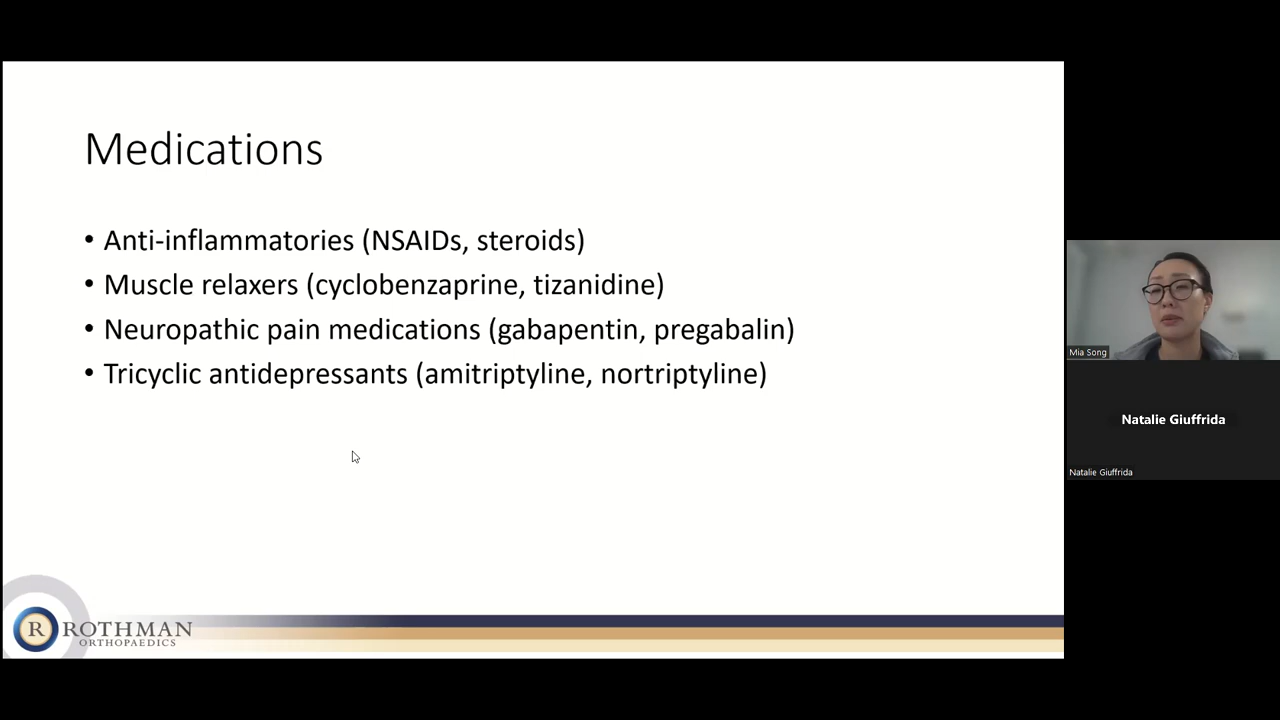 Medications
• Anti-inflammatories (NSAIDs, steroids)
• Muscle relaxers (cyclobenzaprine, tizanidine)
• Neuropathic pain medications (gabapentin, pregabalin)
• Tricyclic antidepressants (amitriptyline, nortriptyline)
R ROTHMAN
ORTHOPAEDICS
Mia Song
Natalie Giuffrida
Natalie Giuffrida